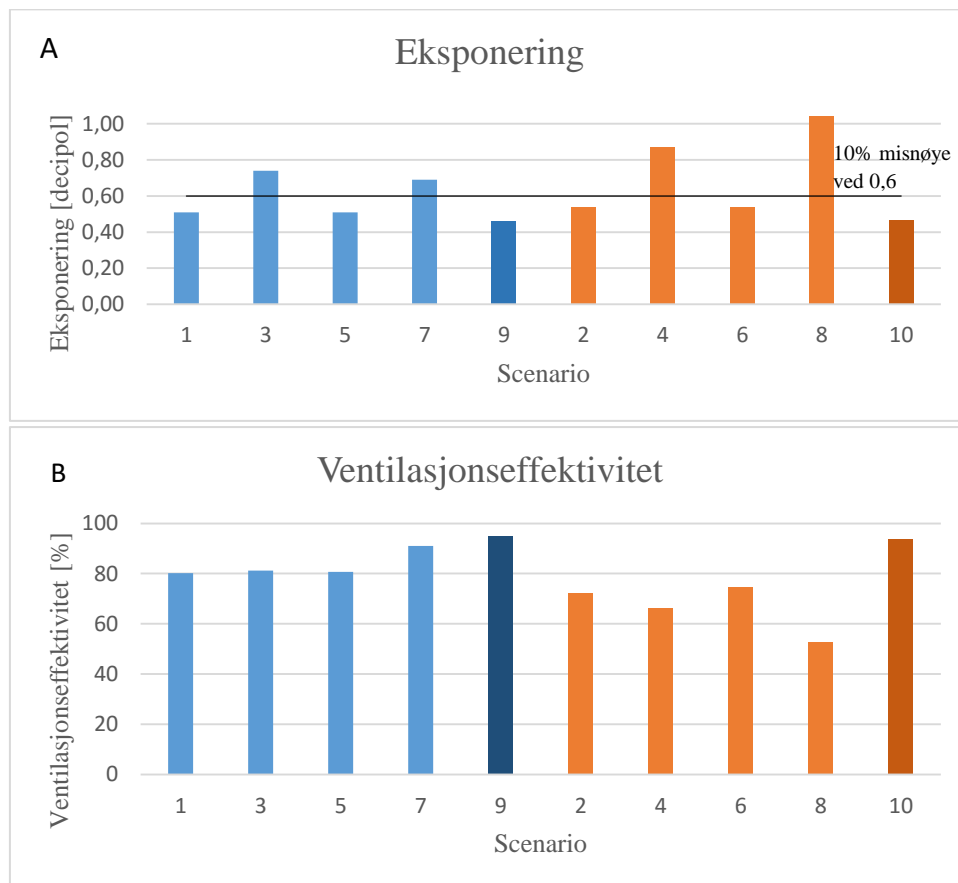 A
Eksponering
Eksponering [decipol]
1,00
0,80
0,60
0,40
0,20
0,00
10% misnøye
ved 0,6
1 3 5 7 9 2 4 6 8 10
Scenario
B
Ventilasjonseffektivitet
Ventilasjonseffektivitet [%]
100
80
60
40
20
0
1 3 5 7 9 2 4 6 8 10
Scenario